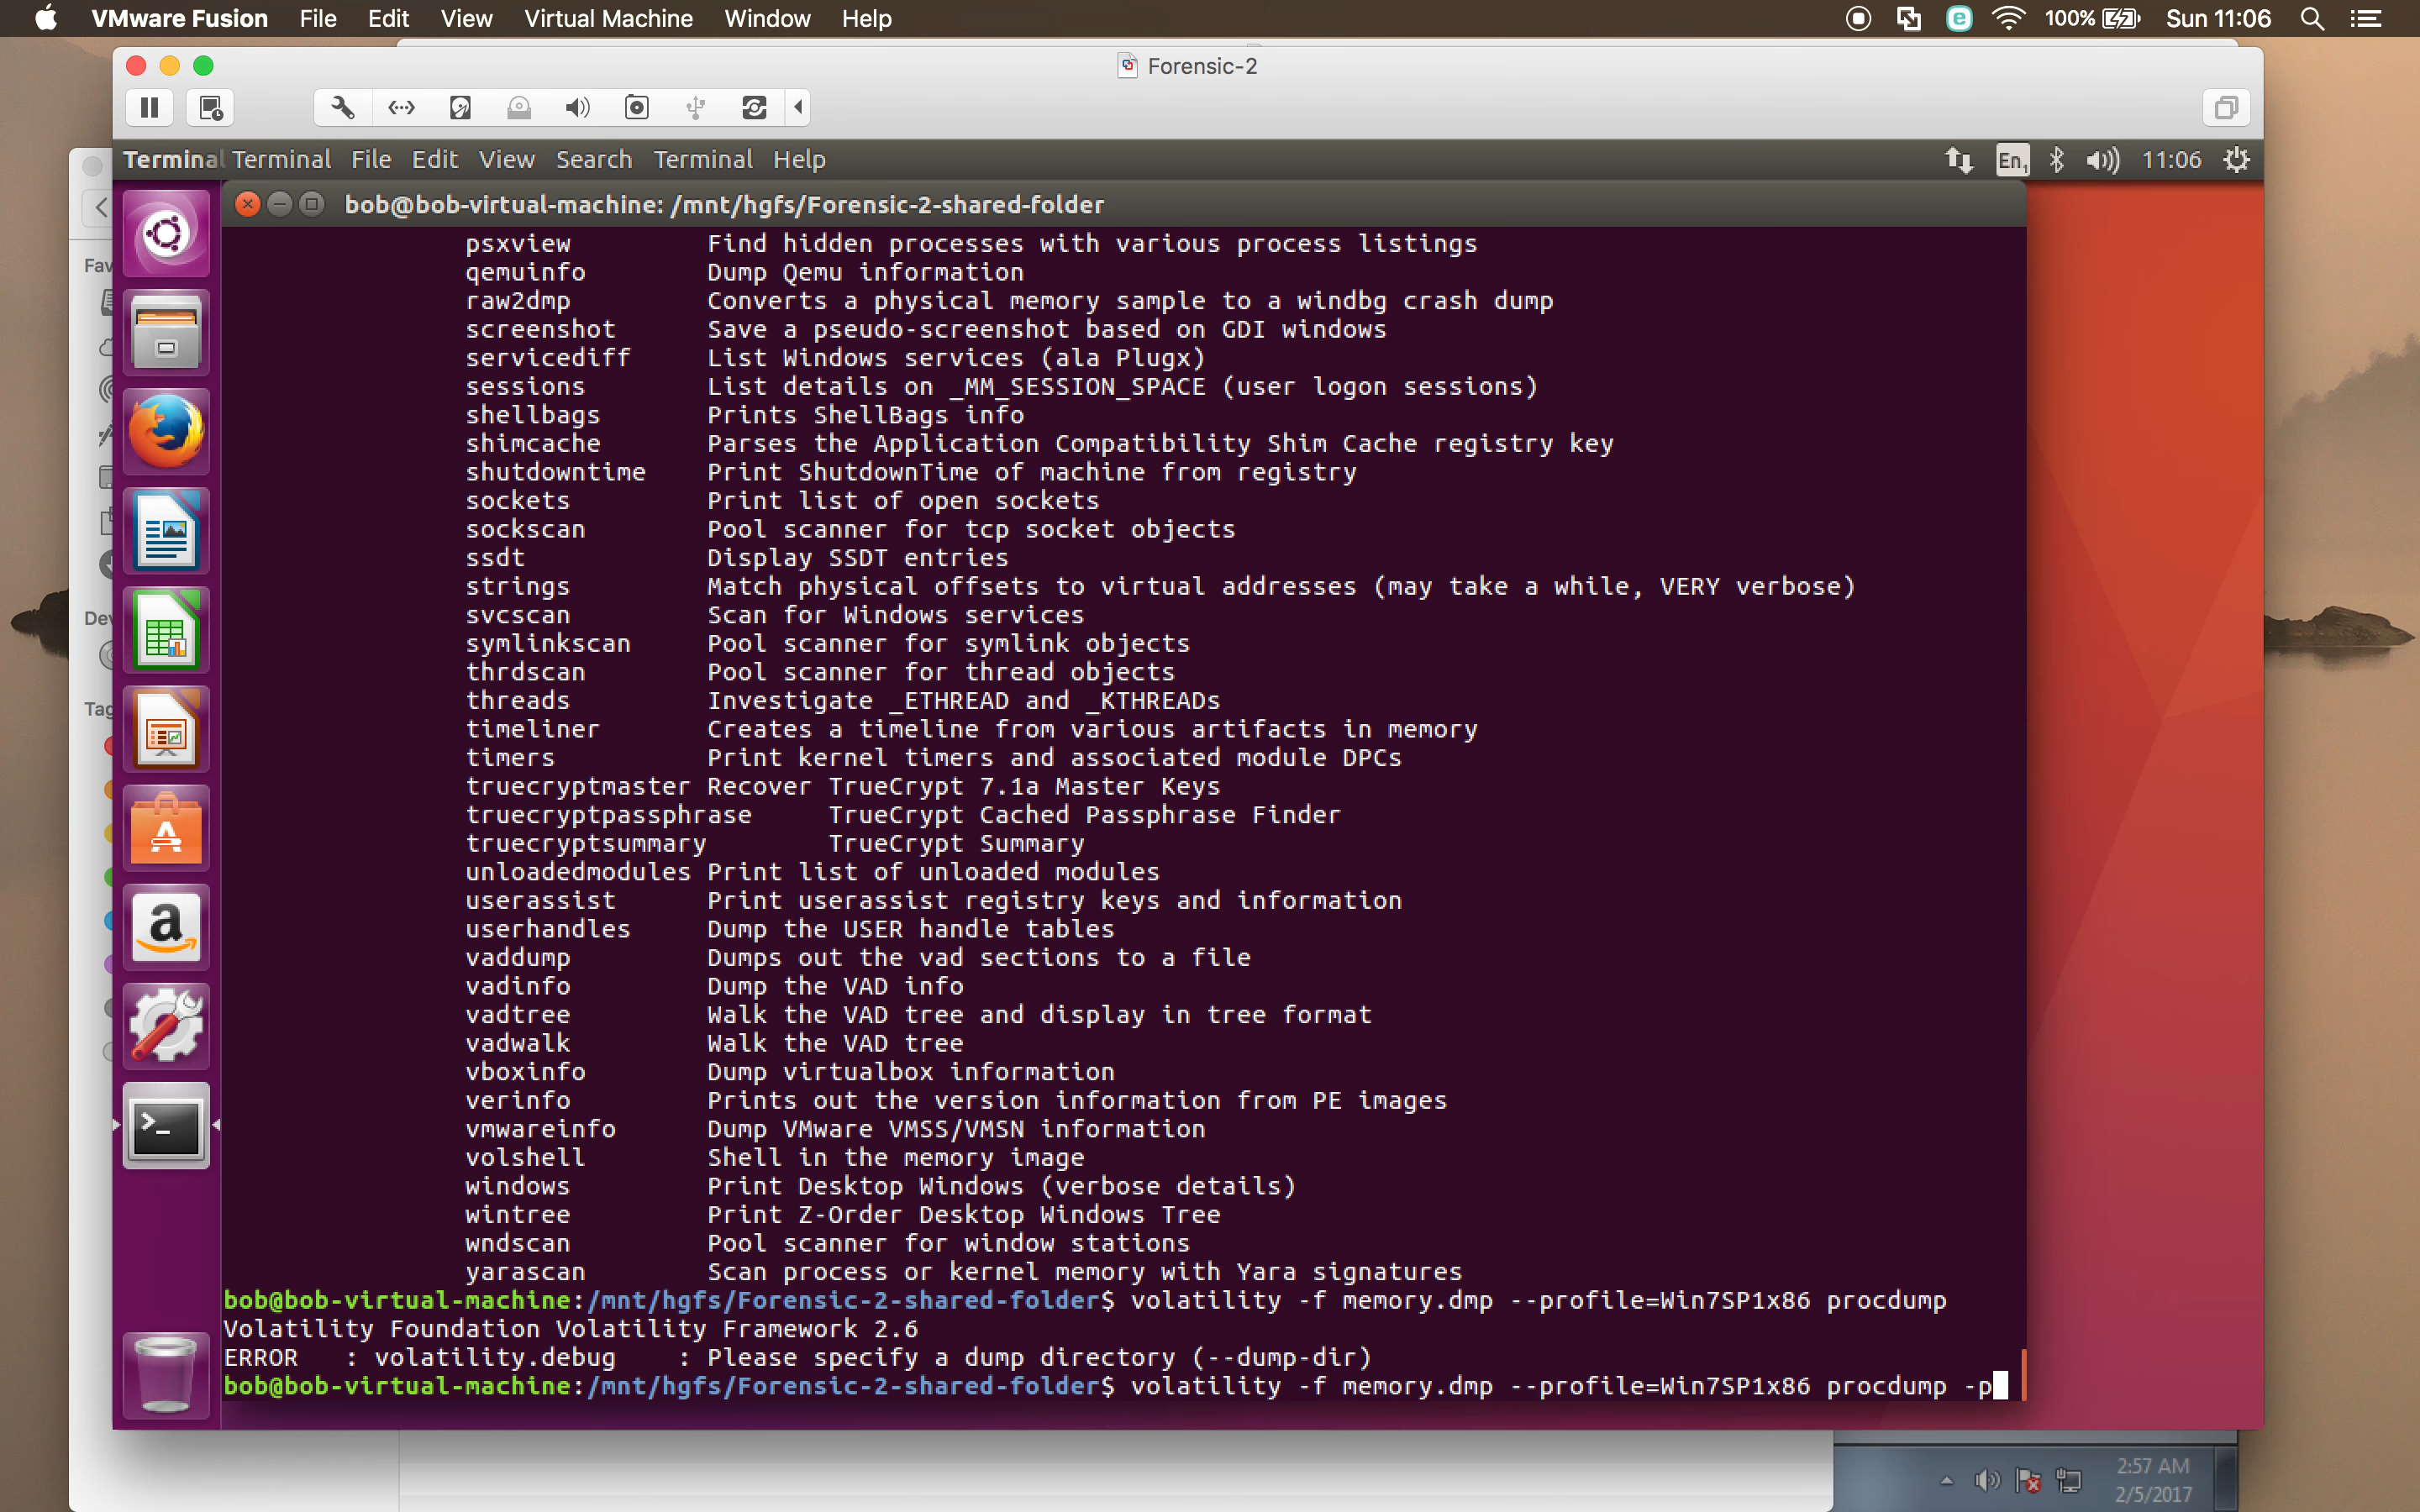 VMware Fusion File Edit View Virtual Machine Window Help 100% Sun 11:06
Forensic-2
Terminal Terminal File Edit View Search Terminal Help En1 11:06
bob@bob-virtual-machine: /mnt/hgfs/Forensic-2-shared-folder
Fav
Dev
Tag
psxview Find hidden processes with various process listings
qemuinfo Dump Qemu information
raw2dmp Converts a physical memory sample to a windbg crash dump
screenshot Save a pseudo-screenshot based on GDI windows
servicediff List Windows services (ala Plugx)
sessions List details on _MM_SESSION_SPACE (user logon sessions)
shellbags Prints ShellBags info
shimcache Parses the Application Compatibility Shim Cache registry key
shutdowntime Print ShutdownTime of machine from registry
sockets Print list of open sockets
sockscan Pool scanner for tcp socket objects
ssdt Display SSDT entries
strings Match physical offsets to virtual addresses (may take a while, VERY verbose)
svcscan Scan for Windows services
symlinkscan Pool scanner for symlink objects
thrdscan Pool scanner for thread objects
threads Investigate _ETHREAD and _KTHREADs
timeliner Creates a timeline from various artifacts in memory
timers Print kernel timers and associated module DPCs
truecryptmaster Recover TrueCrypt 7.1a Master Keys
truecryptpassphrase TrueCrypt Cached Passphrase Finder
truecryptsummary TrueCrypt Summary
unloadedmodules Print list of unloaded modules
userassist Print userassist registry keys and information
userhandles Dump the USER handle tables
vaddump Dumps out the vad sections to a file
vadinfo Dump the VAD info
vadtree Walk the VAD tree and display in tree format
vadwalk Walk the VAD tree
vboxinfo Dump virtualbox information
verinfo Prints out the version information from PE images
vmwareinfo Dump VMware VMSS/VMSN information
volshell Shell in the memory image
windows Print Desktop Windows (verbose details)
wintree Print Z-Order Desktop Windows Tree
wndscan Pool scanner for window stations
yarascan Scan process or kernel memory with Yara signatures
bob@bob-virtual-machine:/mnt/hgfs/Forensic-2-shared-folder$ volatility -f memory.dmp --profile=Win7SP1x86 procdump
Volatility Foundation Volatility Framework 2.6
ERROR : volatility.debug : Please specify a dump directory (--dump-dir)
bob@bob-virtual-machine:/mnt/hgfs/Forensic-2-shared-folder$ volatility -f memory.dmp --profile=Win7SP1x86 procdump -p
2:57 AM
2/5/2017